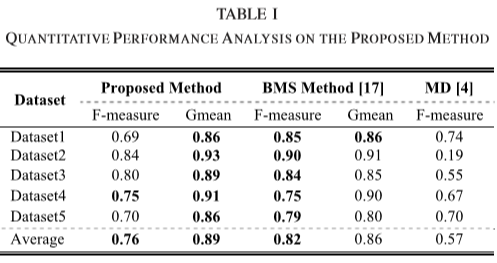 TABLE I
QUANTITATIVE PERFORMANCE ANALYSIS ON THE PROPOSED METHOD
Dataset Proposed Method BMS Method [17] MD [4]
F-measure Gmean F-measure Gmean F-measure
Dataset1 0.69 0.86 0.85 0.86 0.74
Dataset2 0.84 0.93 0.90 0.91 0.19
Dataset3 0.80 0.89 0.84 0.85 0.55
Dataset4 0.75 0.91 0.75 0.90 0.67
Dataset5 0.70 0.86 0.79 0.80 0.70
Average 0.76 0.89 0.82 0.86 0.57